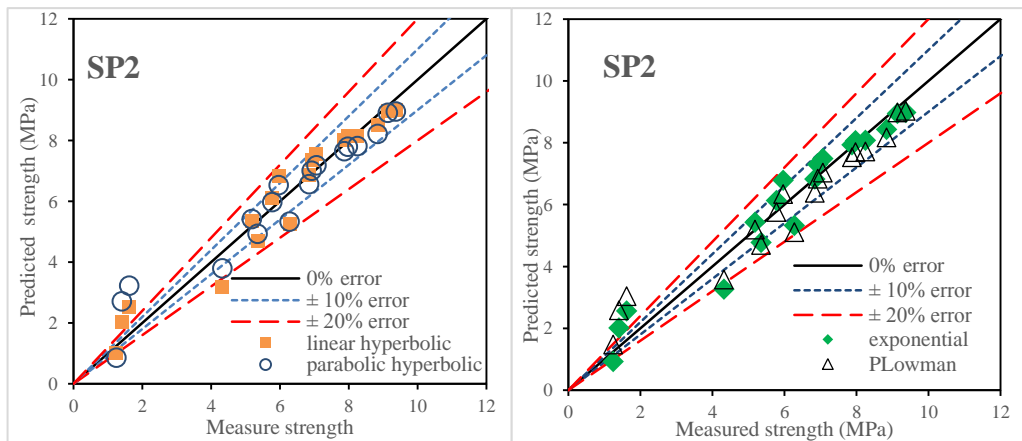 SP2
Predicted  strength (MPa)
12
10
8
6
4
2
0
0% error
± 10% error
± 20% error
linear hyperbolic
parabolic hyperbolic
0 2 4 6 8 10 12
Measure strength
SP2
Predicted strength (MPa)
12
10
8
6
4
2
0
0% error
± 10% error
± 20% error
exponential
PLowman
0 2 4 6 8 10 12
Measured strength (MPa)